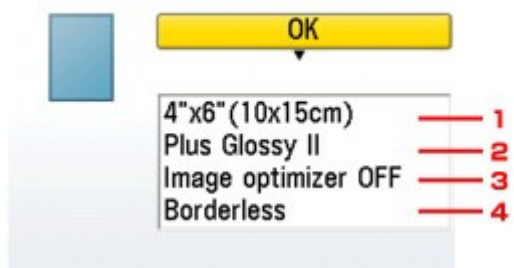 OK
4"x6"(10x15cm) 1
Plus Glossy II 2
Image optimizer OFF 3
Borderless 4